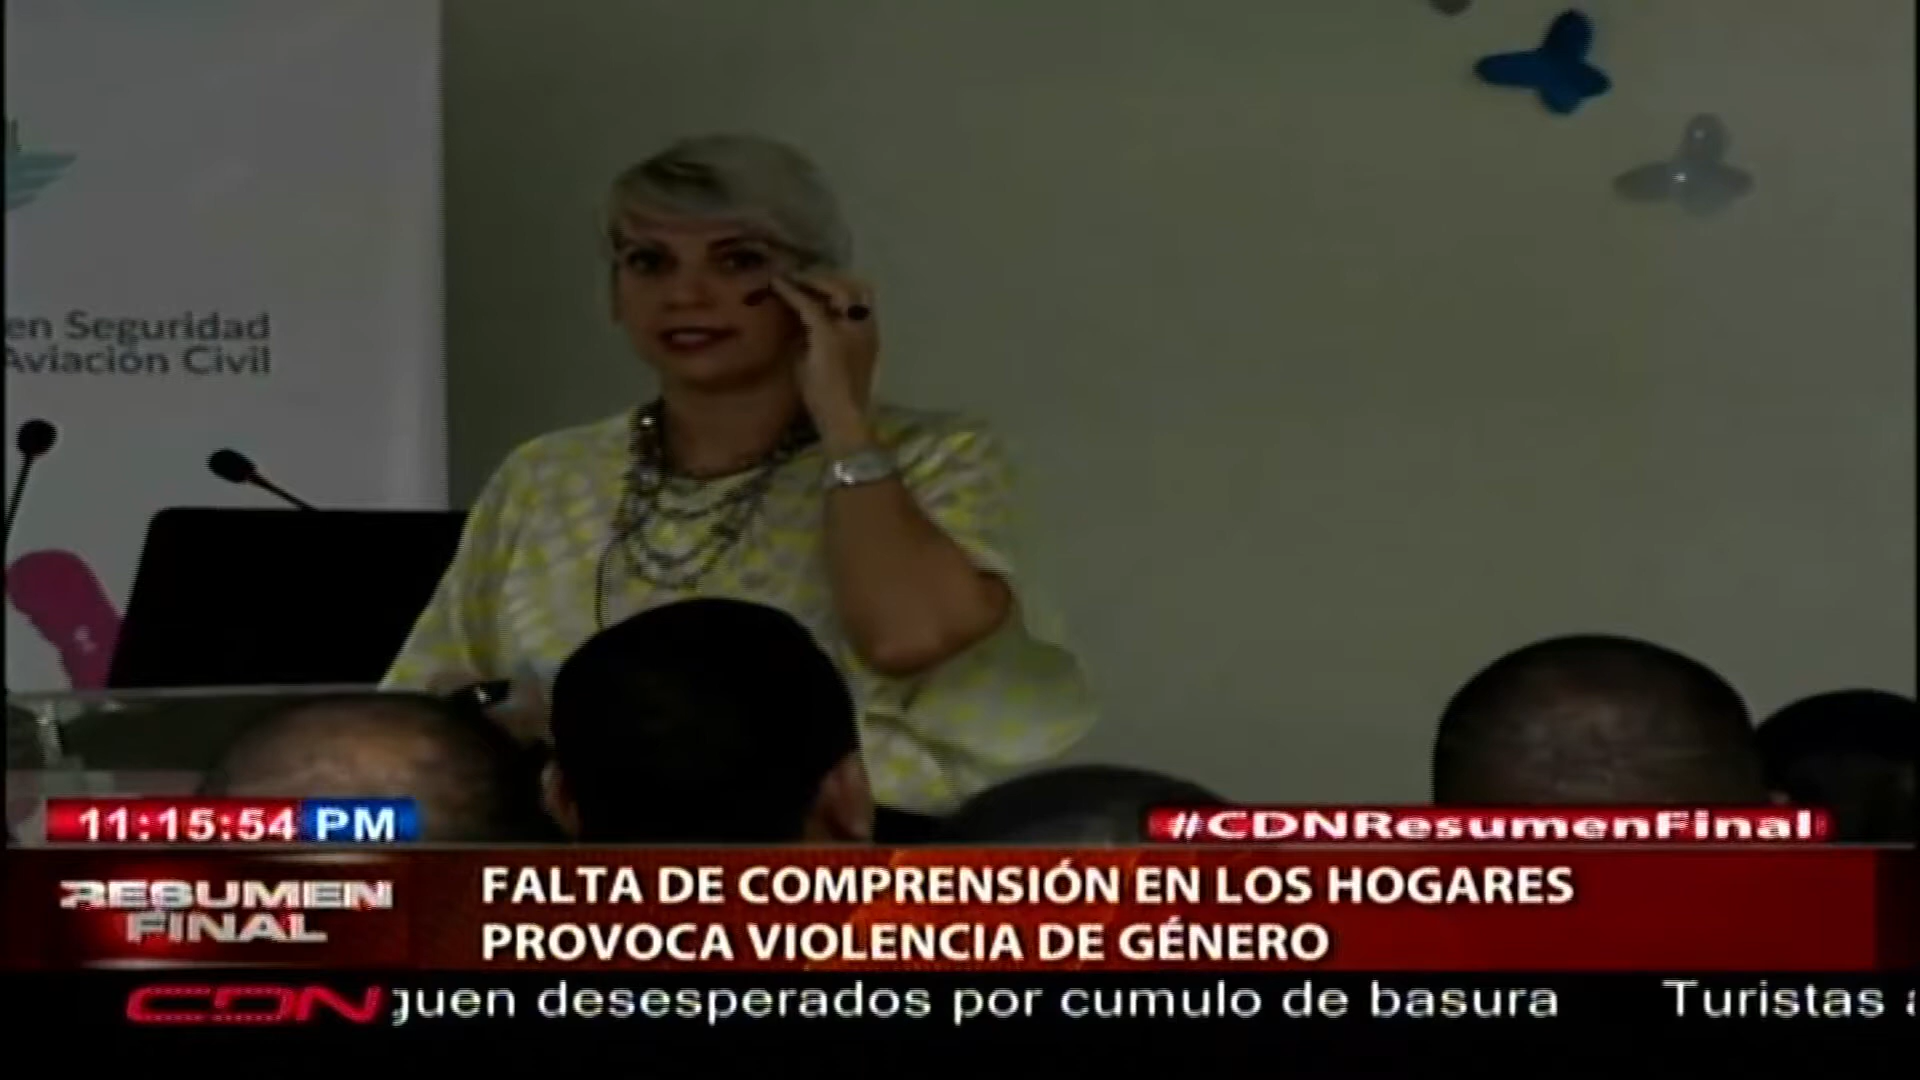 en Seguridad
Aviación Civil
11:15:54 PM
#CDNResumenFinal
RESUMEN
FINAL
FALTA DE COMPRENSIÓN EN LOS HOGARES
PROVOCA VIOLENCIA DE GÉNERO
CDN
guen desesperados por cumulo de basura Turistas